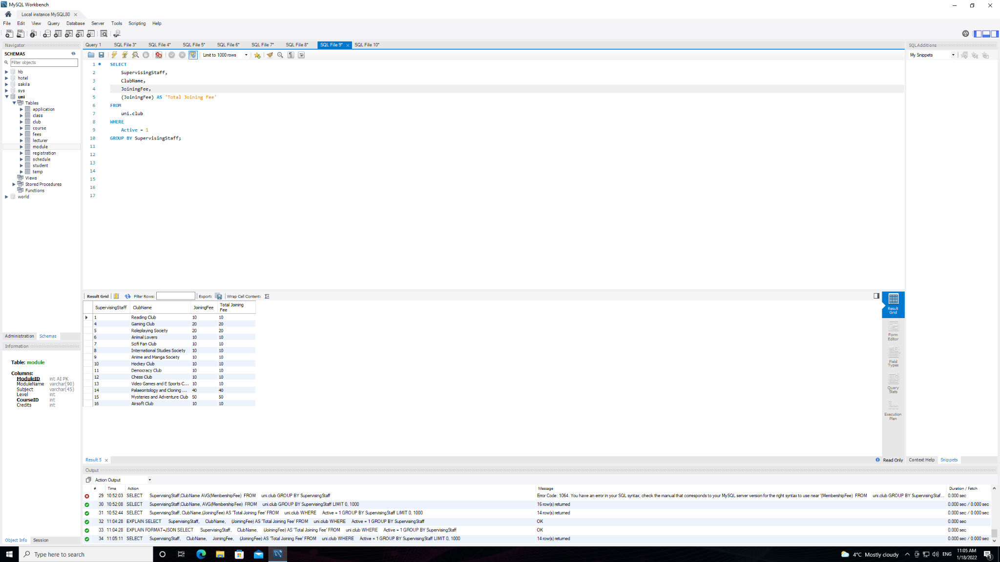 MySQL Workbench
Local instance MySQL80
File Edit View Query Database Server Tools Scripting Help
Navigator
SCHEMAS
Filter objects
hb
hotel
sakila
sys
uni
Tables
application
class
club
course
fees
lecturer
module
registration
schedule
student
temp
Views
Stored Procedures
Functions
world
Administration Schemas
Information
Table: module
Columns:
ModuleID int AI PK
ModuleName varchar(90)
Subject varchar(45)
Level int
CourseID int
Credits int
Object Info Session
Query 1 SQL File 3* SQL File 4* SQL File 5* SQL File 6* SQL File 7* SQL File 8* SQL File 9* SQL File 10*
Limit to 1000 rows
1 SELECT
2 SupervisingStaff,
3 ClubName,
4 JoiningFee,
5 (JoiningFee) AS 'Total Joining Fee'
6 FROM
7 uni.club
8 WHERE
9 Active = 1
10 GROUP BY SupervisingStaff;
11
12
13
14
15
16
17
Result Grid Filter Rows: Export: Wrap Cell Content:
SupervisingStaff ClubName JoiningFee Total Joining Fee
1 Reading Club 10 10
4 Gaming Club 20 20
5 Roleplaying Society 20 20
6 Animal Lovers 10 10
7 Scifi Fan Club 10 10
8 International Studies Society 10 10
9 Anime and Manga Society 10 10
10 Hockey Club 10 10
11 Democracy Club 10 10
12 Chess Club 10 10
13 Video Games and E Sports C... 10 10
14 Palaeontology and Cloning ... 40 40
15 Mysteries and Adventure Club 50 50
16 Airsoft Club 10 10
Result Grid
Form Editor
Field Types
Query Stats
Execution Plan
Result 5
Read Only
SQLAdditions
My Snippets
Context Help Snippets
Output
Action Output
# Time Action Message Duration / Fetch
29 10:52:03 SELECT SupervisingStaff,ClubName AVG(MembershipFee) FROM uni.club GROUP BY SupervisingStaff Error Code: 1064. You have an error in your SQL syntax; check the manual that corresponds to your MySQL server version for the right syntax to use near '(MembershipFee) FROM uni.club GROUP BY SupervisingStaf... 0.000 sec
30 10:52:08 SELECT SupervisingStaff,ClubName, AVG(MembershipFee) FROM uni.club GROUP BY SupervisingStaff LIMIT 0, 1000 16 row(s) returned 0.000 sec / 0.000 sec
31 10:52:44 SELECT SupervisingStaff, ClubName,(JoiningFee) AS 'Total Joining Fee' FROM uni.club WHERE Active = 1 GROUP BY SupervisingStaff LIMIT 0, 1000 14 row(s) returned 0.000 sec / 0.000 sec
32 11:04:28 EXPLAIN SELECT SupervisingStaff, ClubName, (JoiningFee) AS 'Total Joining Fee' FROM uni.club WHERE Active = 1 GROUP BY SupervisingStaff OK 0.000 sec
33 11:04:28 EXPLAIN FORMAT=JSON SELECT SupervisingStaff, ClubName, (JoiningFee) AS 'Total Joining Fee' FROM uni.club WHERE Active = 1 GROUP BY SupervisingStaff OK 0.000 sec
34 11:05:11 SELECT SupervisingStaff, ClubName, JoiningFee, (JoiningFee) AS 'Total Joining Fee' FROM uni.club WHERE Active = 1 GROUP BY SupervisingStaff LIMIT 0, 1000 14 row(s) returned 0.000 sec / 0.000 sec
Type here to search
4°C Mostly cloudy
ENG
11:05 AM
1/18/2022
1